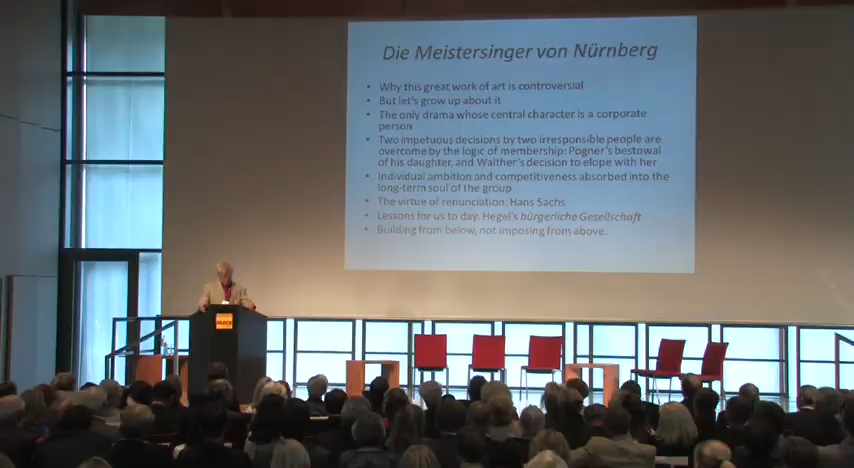 Die Meistersinger von Nürnberg
• Why this great work of art is controversial
• But let's grow up about it
• The only drama whose central character is a corporate
person
• Two impetuous decisions by two irresponsible people are
overcome by the logic of membership: Pogner's bestowal
of his daughter, and Walther's decision to elope with her
• Individual ambition and competitiveness absorbed into the
long-term soul of the group
• The virtue of renunciation: Hans Sachs
• Lessons for us to day. Hegel's bürgerliche Gesellschaft
• Building from below, not imposing from above.